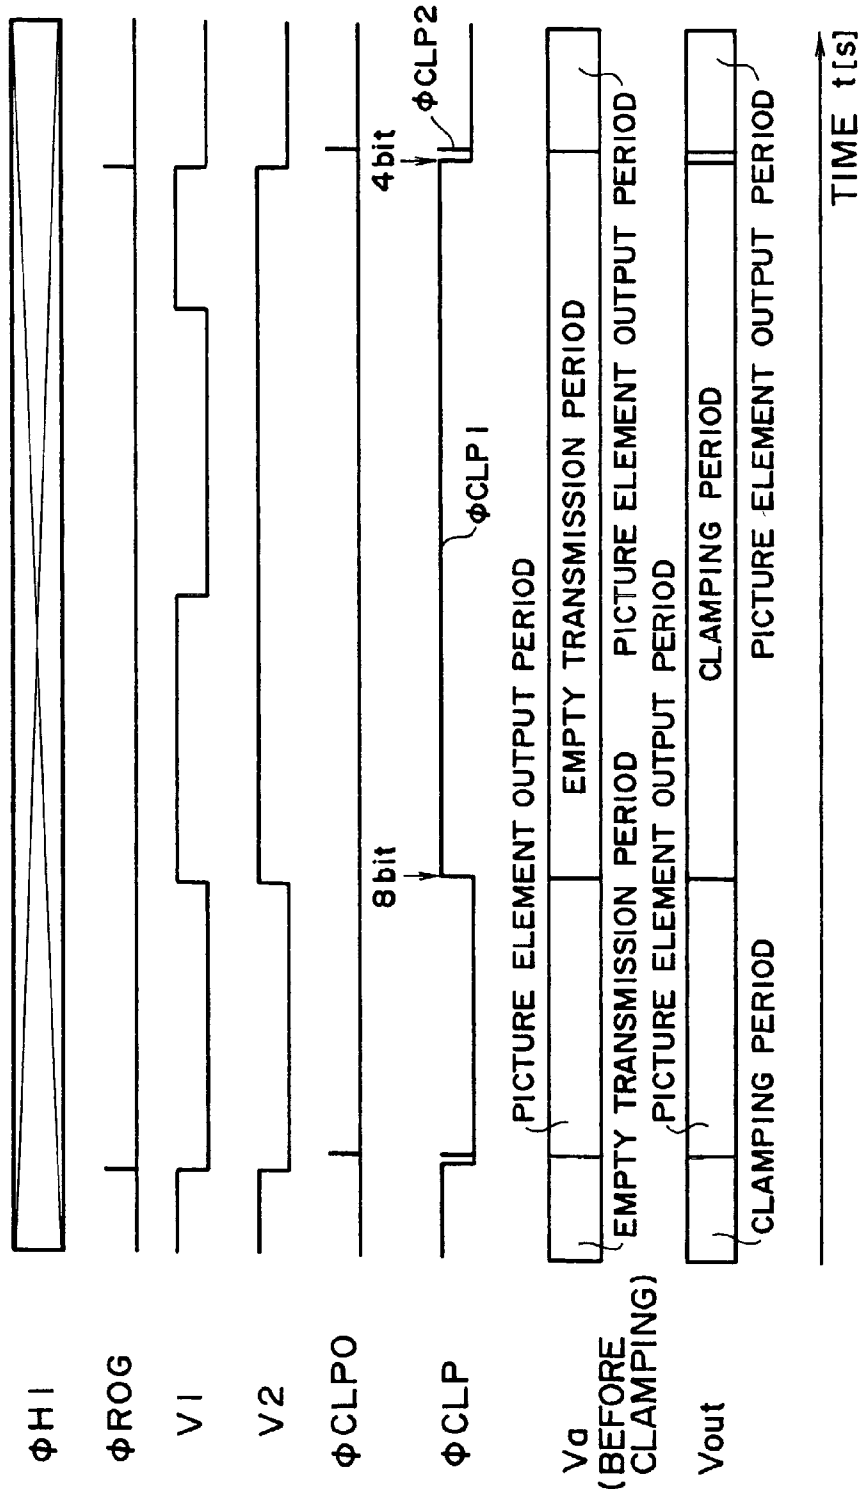 ΦH1
ΦROG
V1
V2
ΦCLPO
8bit
4bit
ΦCLP
ΦCLP1
ΦCLP2
PICTURE ELEMENT OUTPUT PERIOD
Va
(BEFORE
CLAMPING)
EMPTY TRANSMISSION PERIOD
EMPTY TRANSMISSION PERIOD
PICTURE ELEMENT OUTPUT PERIOD
PICTURE ELEMENT OUTPUT PERIOD
Vout
CLAMPING PERIOD
CLAMPING PERIOD
PICTURE ELEMENT OUTPUT PERIOD
TIME t[s]